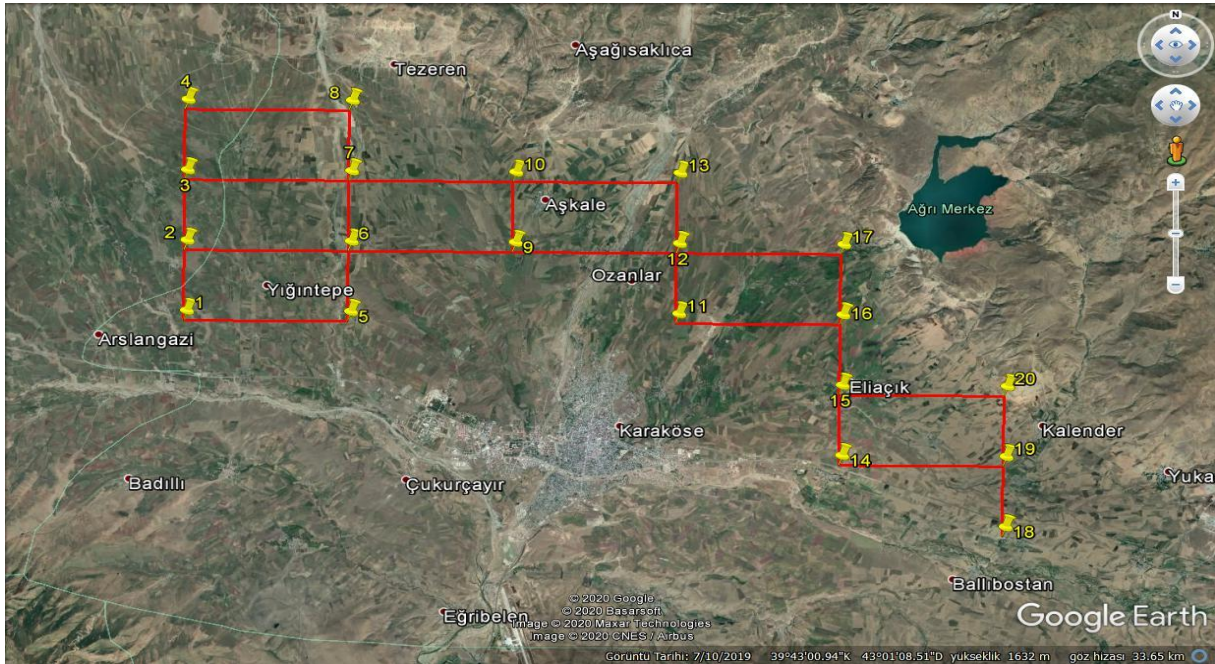 N
Aşağısaklıca
Tezeren
4
8
3
7
10
13
Aşkale
Ağrı Merkez
2
6
9
12
17
Ozanlar
Yığıntepe
1
5
11
16
Arslangazi
15
Eliaçık
20
Karaköse
Kalender
14
19
Badıllı
Çukurçayır
Yuka
18
Ballıbostan
Eğribelen
© 2020 Google
© 2020 Basarsoft
Image © 2020 Maxar Technologies
Image © 2020 CNES / Airbus
Google Earth
Görüntü Tarihi: 7/10/2019 39°43'00.94"K 43°01'08.51"D yükseklik 1632 m göz hizası 33.65 km